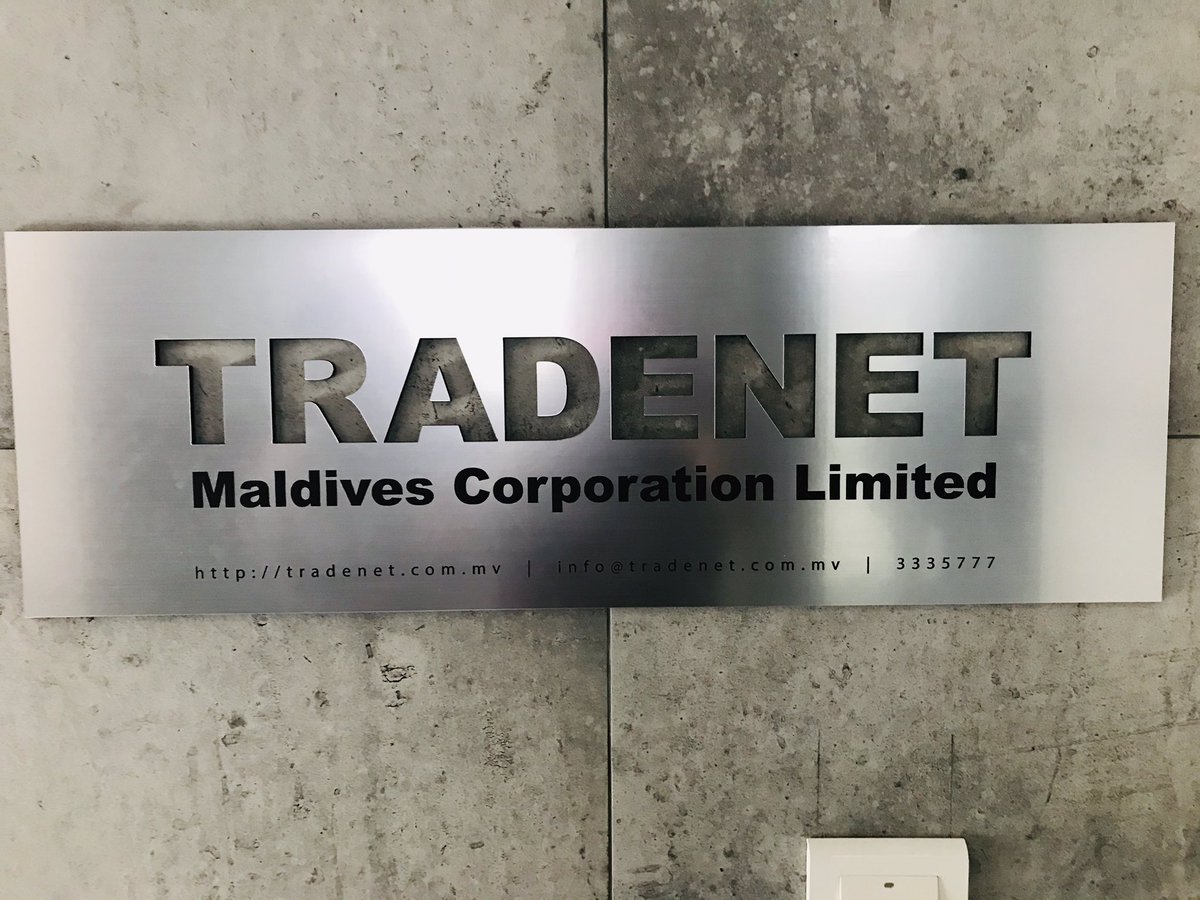 TRADENET
Maldives Corporation Limited
http://tradenet.com.mv | info@tradenet.com.mv | 3335777